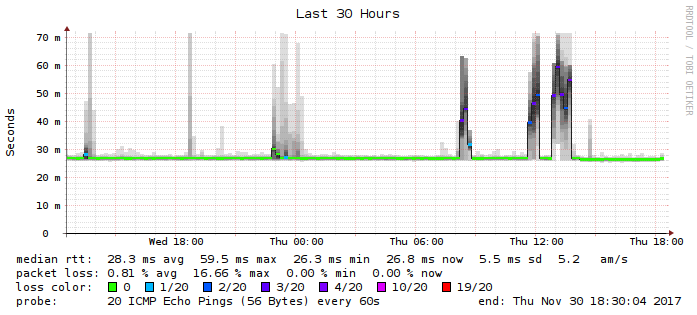 Last 30 Hours
RRDTOOL / TOBI OETIKER
Seconds
70 m
60 m
50 m
40 m
30 m
20 m
10 m
0
Wed 18:00 Thu 00:00 Thu 06:00 Thu 12:00 Thu 18:00
median rtt: 28.3 ms avg 59.5 ms max 26.3 ms min 26.8 ms now 5.5 ms sd 5.2 am/s
packet loss: 0.81 % avg 16.66 % max 0.00 % min 0.00 % now
loss color: 0 1/20 2/20 3/20 4/20 10/20 19/20
probe: 20 ICMP Echo Pings (56 Bytes) every 60s end: Thu Nov 30 18:30:04 2017